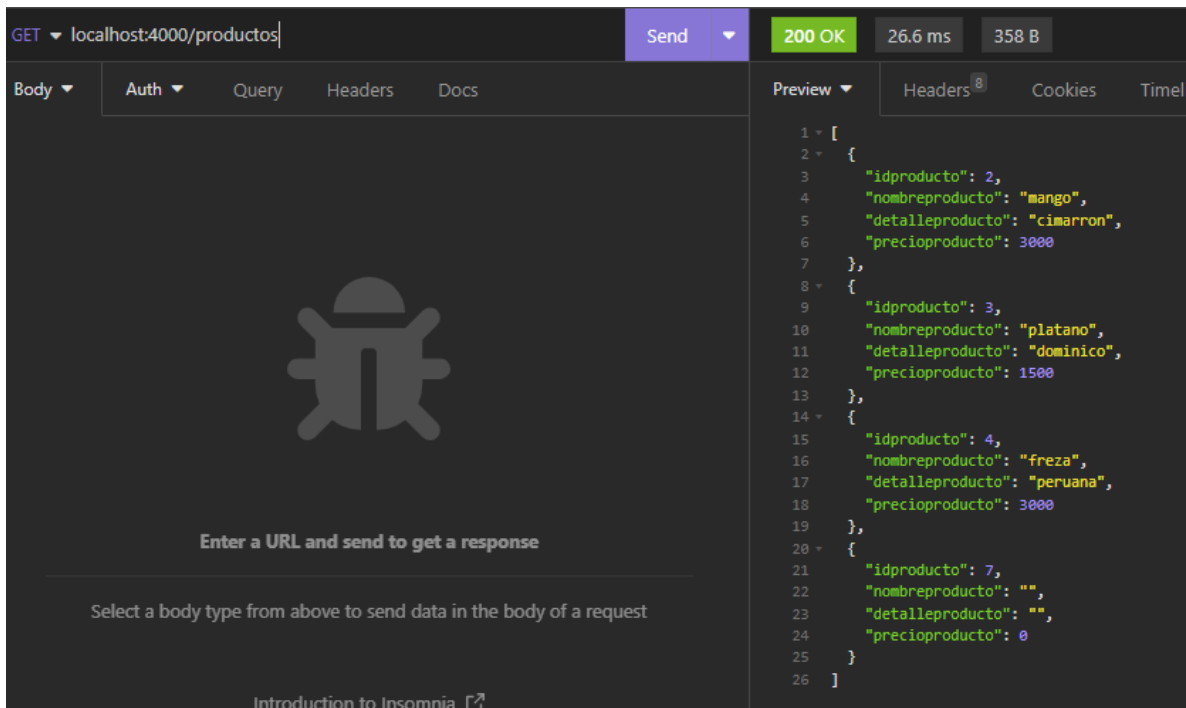 GET localhost:4000/productos Send 200 OK 26.6 ms 358 B
Body Auth Query Headers Docs Preview Headers 8 Cookies Timel
1 [
2 {
3 "idproducto": 2,
4 "nombreproducto": "mango",
5 "detalleproducto": "cimarron",
6 "precioproducto": 3000
7 },
8 {
9 "idproducto": 3,
10 "nombreproducto": "platano",
11 "detalleproducto": "dominico",
12 "precioproducto": 1500
13 },
14 {
15 "idproducto": 4,
16 "nombreproducto": "freza",
17 "detalleproducto": "peruana",
18 "precioproducto": 3000
19 },
20 {
21 "idproducto": 7,
22 "nombreproducto": "",
23 "detalleproducto": "",
24 "precioproducto": 0
25 }
26 ]
Enter a URL and send to get a response
Select a body type from above to send data in the body of a request
Introduction to Insomnia